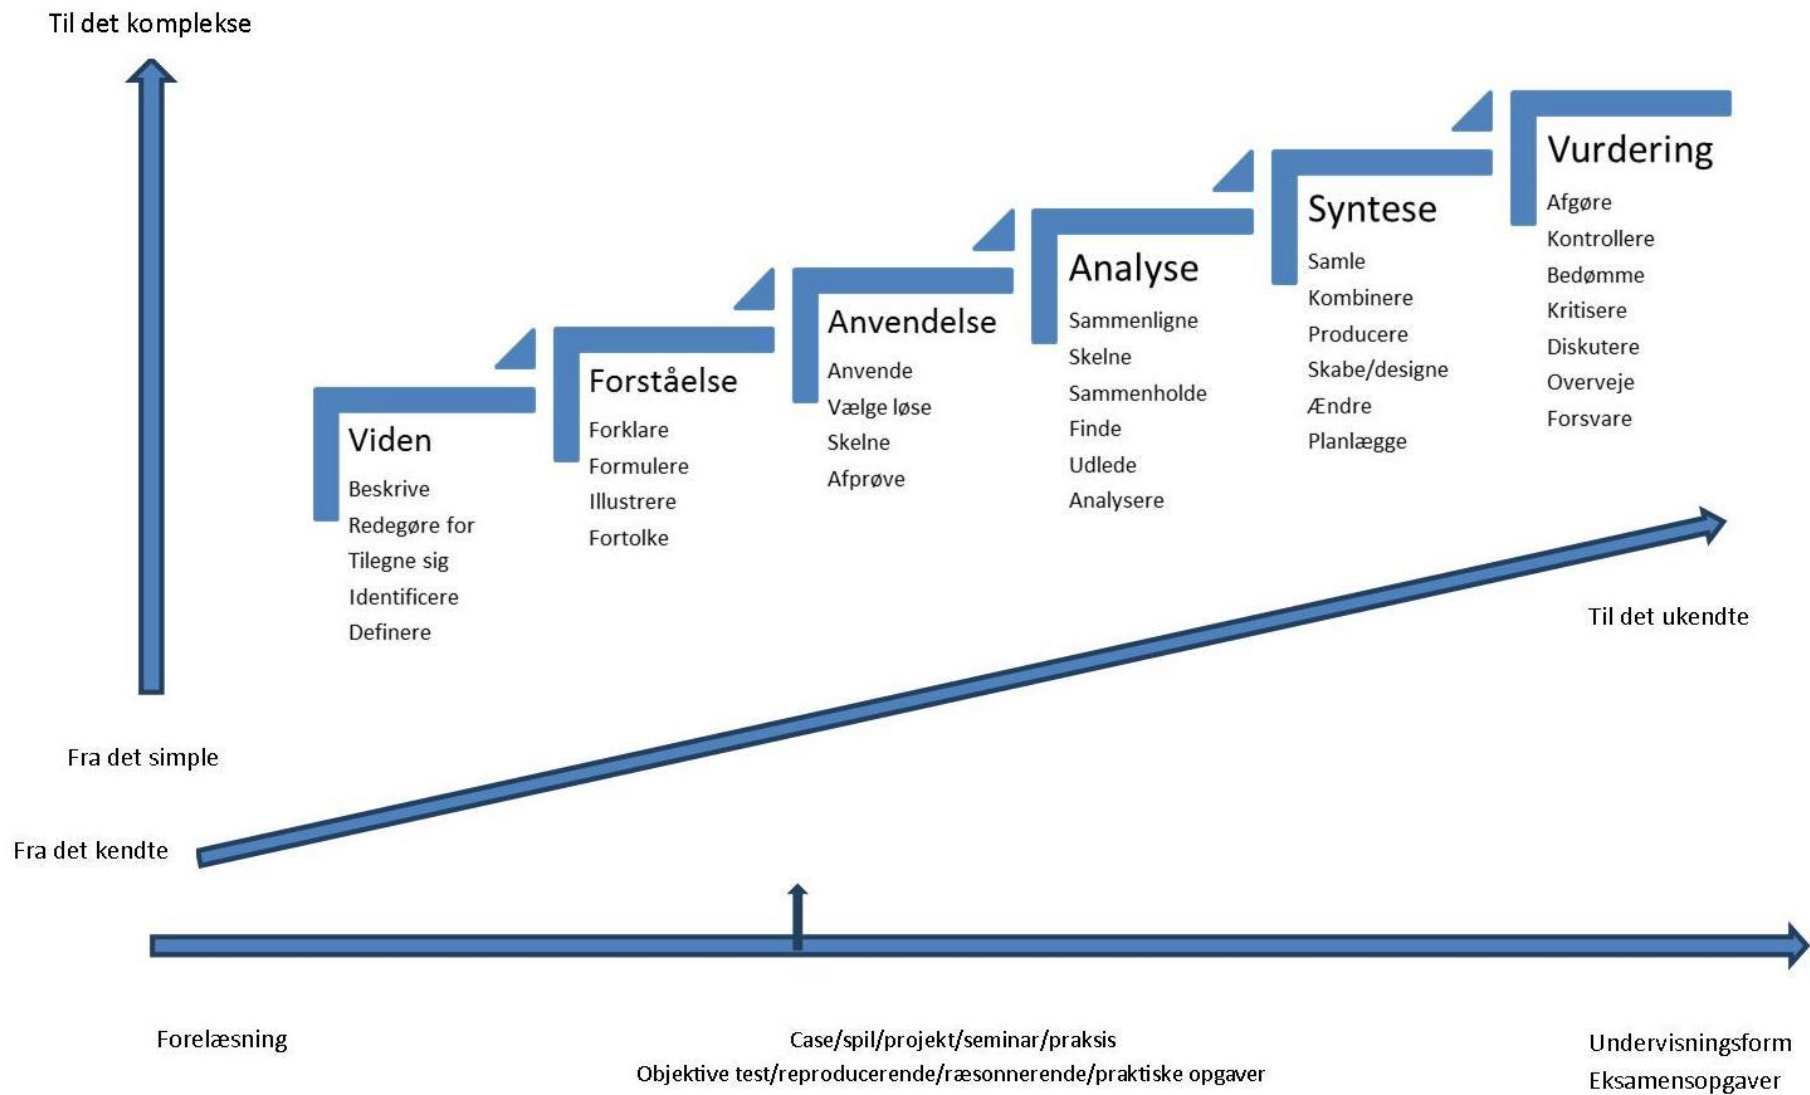 Til det komplekse
Viden
Beskrive
Redegøre for
Tilegne sig
Identificere
Definere
Forståelse
Forklare
Formulere
Illustrere
Fortolke
Anvendelse
Anvende
Vælge løse
Skelne
Afprøve
Analyse
Sammenligne
Skelne
Sammenholde
Finde
Udlede
Analysere
Syntese
Samle
Kombinere
Producere
Skabe/designe
Ændre
Planlægge
Vurdering
Afgøre
Kontrollere
Bedømme
Kritisere
Diskutere
Overveje
Forsvare
Til det ukendte
Fra det simple
Fra det kendte
Forelæsning
Case/spil/projekt/seminar/praksis
Objektive test/reproducerende/ræsonnerende/praktiske opgaver
Undervisningsform
Eksamensopgaver